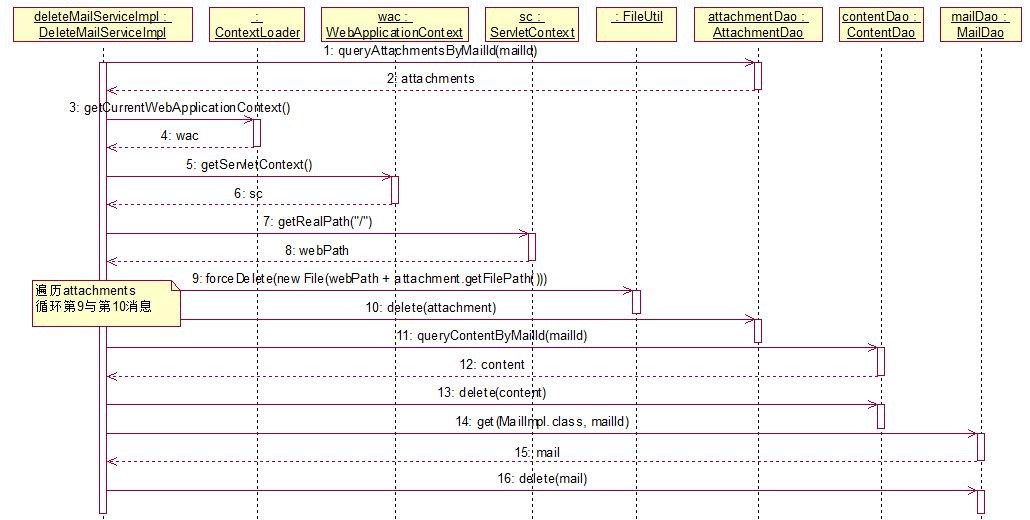 deleteMailServiceImpl :
DeleteMailServiceImpl
:
ContextLoader
wac :
WebApplicationContext
sc :
ServletContext
: FileUtil
attachmentDao :
AttachmentDao
contentDao :
ContentDao
mailDao :
MailDao
1: queryAttachmentsByMailId(mailId)
2: attachments
3: getCurrentWebApplicationContext()
4: wac
5: getServletContext()
6: sc
7: getRealPath("/")
8: webPath
9: forceDelete(new File(webPath + attachment.getFilePath()))
遍历attachments
循环第9与第10消息
10: delete(attachment)
11: queryContentByMailId(mailId)
12: content
13: delete(content)
14: get(MailImpl.class, mailId)
15: mail
16: delete(mail)